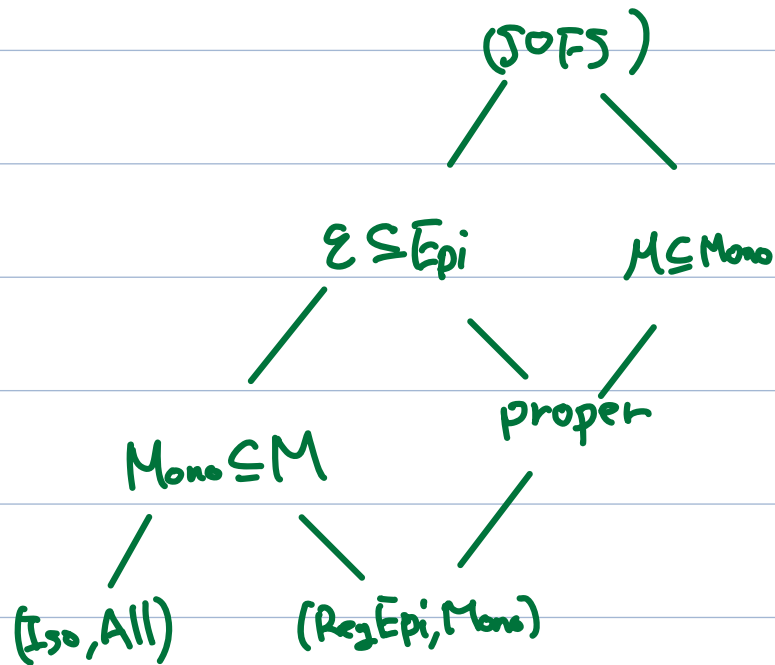 (SOFS)
ℰ ⊆ Epi
ℳ ⊆ Mono
proper
Mono ⊆ M
(Iso, All)
(RegEpi, Mono)